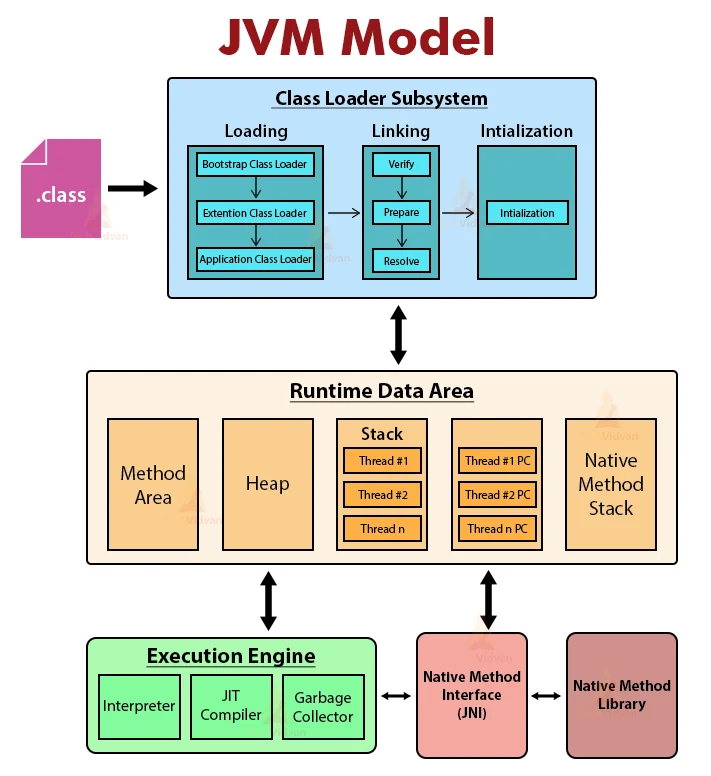 JVM Model
Class Loader Subsystem
Loading
Linking
Intialization
.class
Bootstrap Class Loader
Extention Class Loader
Application Class Loader
Verify
Prepare
Resolve
Intialization
Runtime Data Area
Method
Area
Heap
Stack
Thread #1
Thread #2
Thread n
Thread #1 PC
Thread #2 PC
Thread n PC
Native
Method
Stack
Execution Engine
Interpreter
JIT
Compiler
Garbage
Collector
Native Method
Interface
(JNI)
Native Method
Library